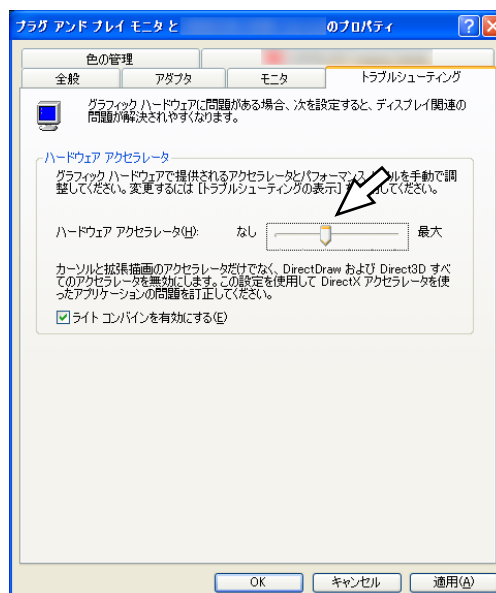 プラグ アンド プレイ モニタ と のプロパティ
色の管理
全般 アダプタ モニタ トラブルシューティング
グラフィック ハードウェアに問題がある場合、次を設定すると、ディスプレイ関連の
問題が解決されやすくなります。
ハードウェア アクセラレータ
グラフィック ハードウェアで提供されるアクセラレータとパフォーマンス ルを手動で調
整してください。変更するには [トラブルシューティングの表示] してください。
ハードウェア アクセラレータ(H): なし 最大
カーソルと拡張描画のアクセラレータだけでなく、DirectDraw および Direct3D すべ
てのアクセラレータを無効にします。この設定を使用して DirectX アクセラレータを使
ったアプリケーションの問題を訂正してください。
ライト コンバインを有効にする(E)
OK キャンセル 適用(A)